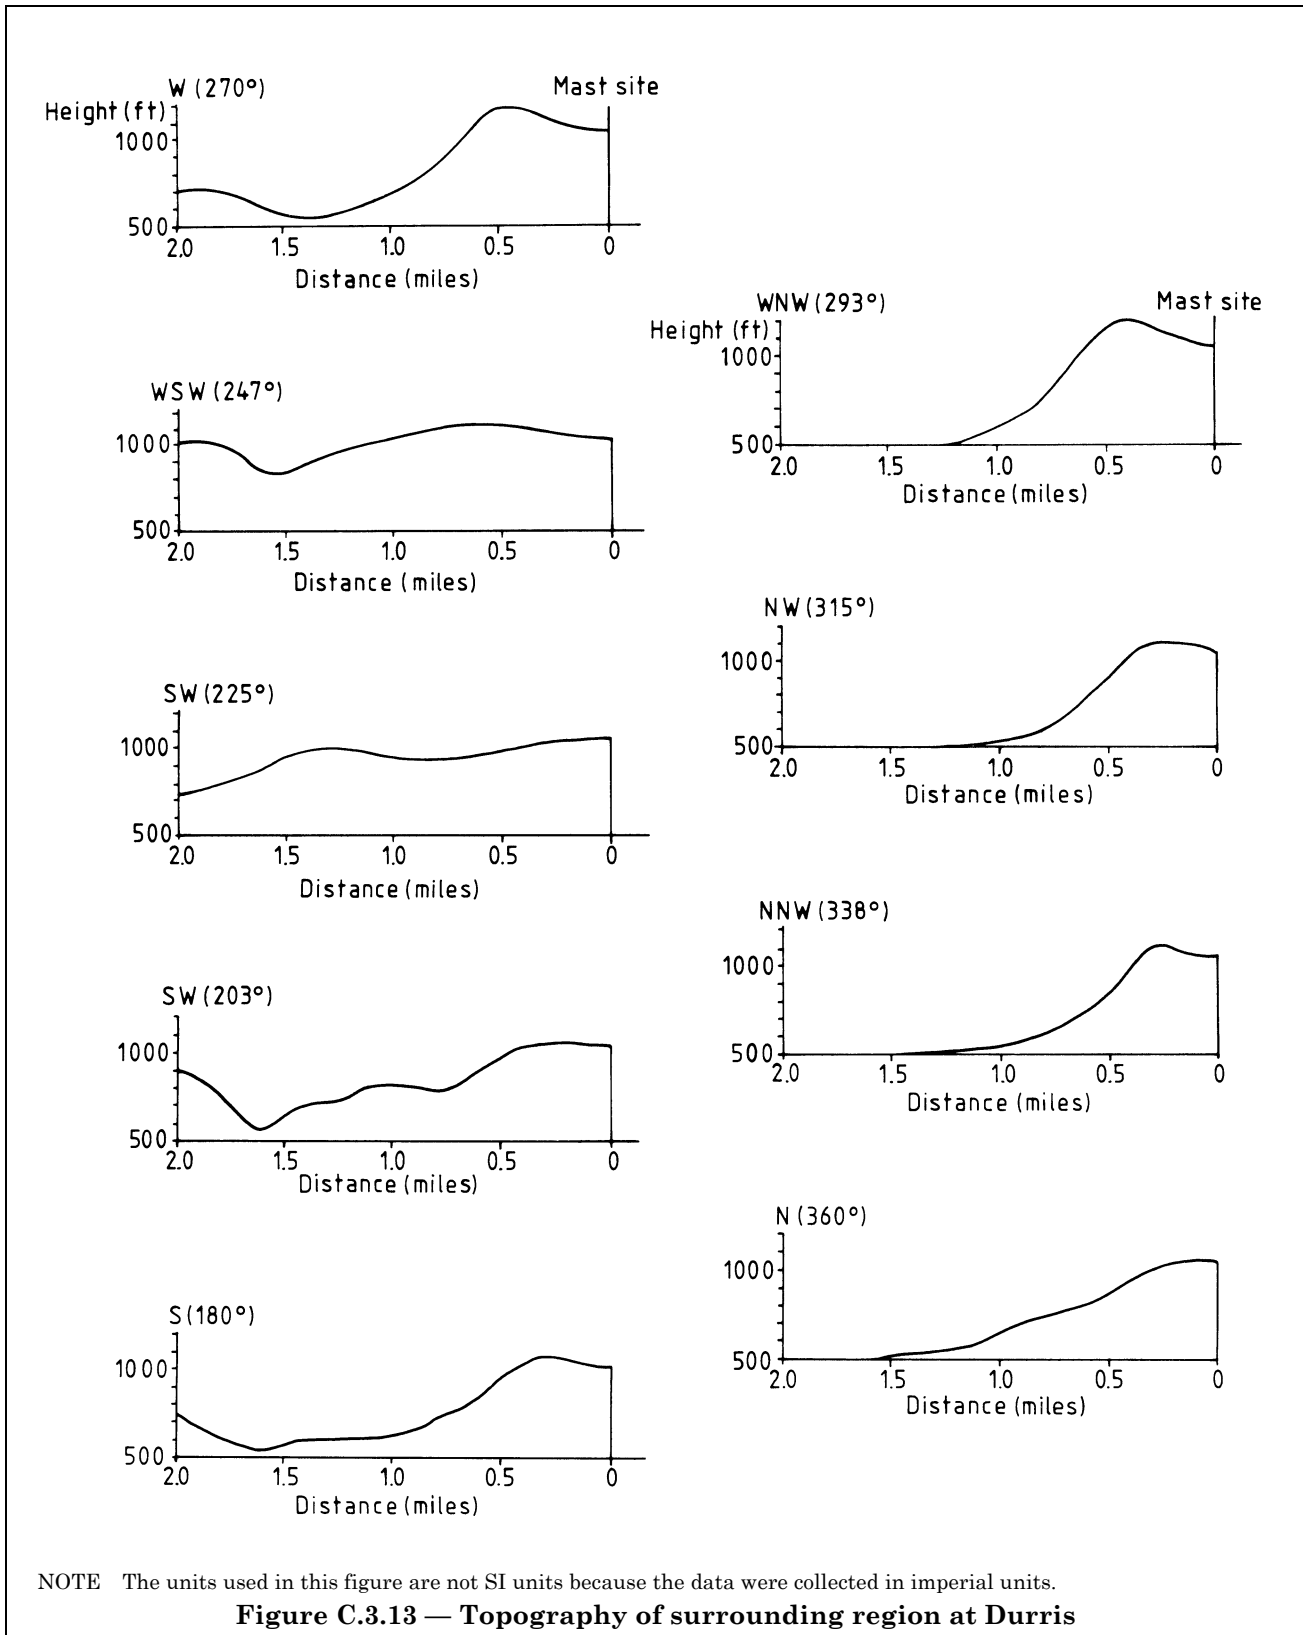 W (270°)
Mast site
Height (ft)
1000
500
2.0 1.5 1.0 0.5 0
Distance (miles)
WSW (247°)
1000
500
2.0 1.5 1.0 0.5 0
Distance (miles)
SW (225°)
1000
500
2.0 1.5 1.0 0.5 0
Distance (miles)
SW (203°)
1000
500
2.0 1.5 1.0 0.5 0
Distance (miles)
S (180°)
1000
500
2.0 1.5 1.0 0.5 0
Distance (miles)
WNW (293°)
Mast site
Height (ft)
1000
500
2.0 1.5 1.0 0.5 0
Distance (miles)
NW (315°)
1000
500
2.0 1.5 1.0 0.5 0
Distance (miles)
NNW (338°)
1000
500
2.0 1.5 1.0 0.5 0
Distance (miles)
N (360°)
1000
500
2.0 1.5 1.0 0.5 0
Distance (miles)
NOTE The units used in this figure are not SI units because the data were collected in imperial units.
Figure C.3.13 — Topography of surrounding region at Durris